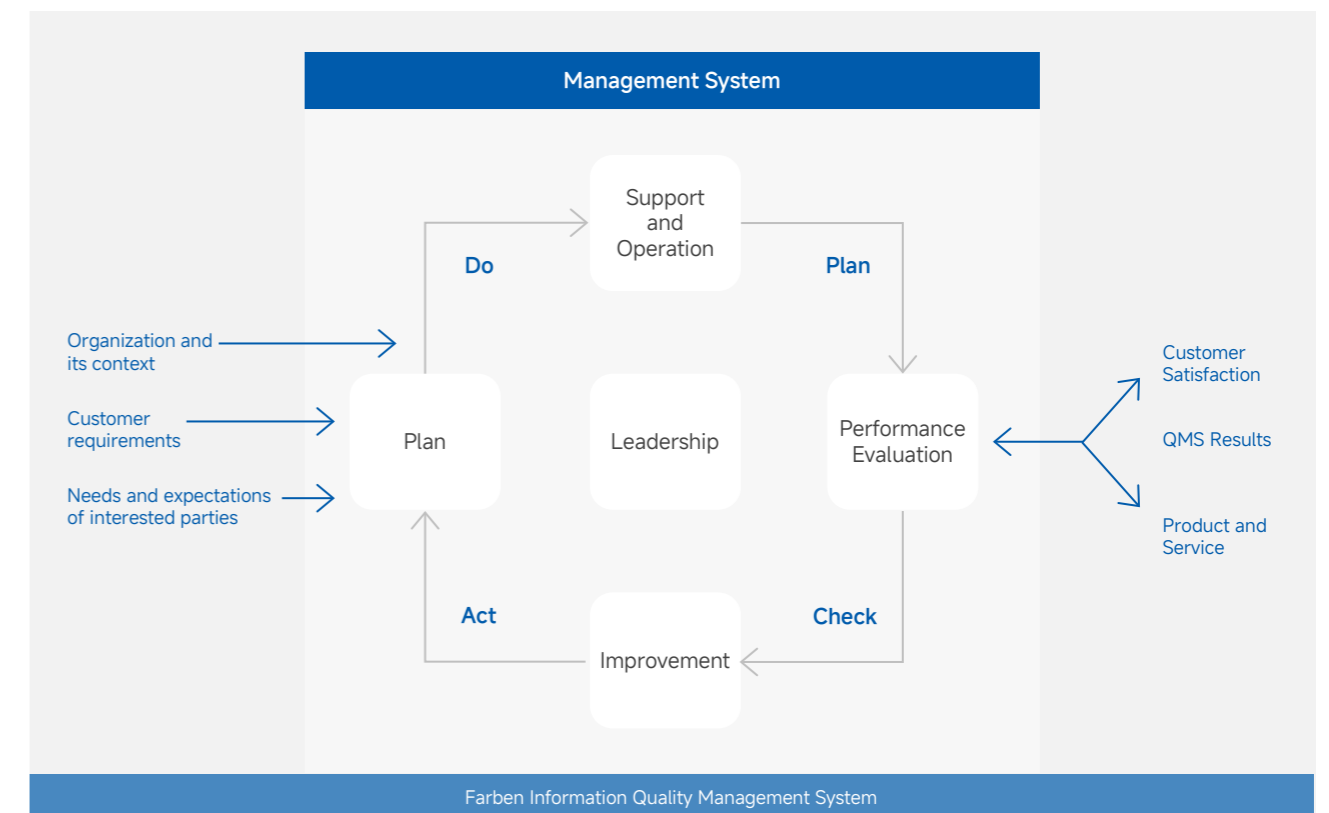 Management System
Support
and
Operation
Do
Plan
Organization and
its context
Customer
requirements
Needs and expectations
of interested parties
Plan
Leadership
Performance
Evaluation
Customer
Satisfaction
QMS Results
Product and
Service
Act
Check
Improvement
Farben Information Quality Management System